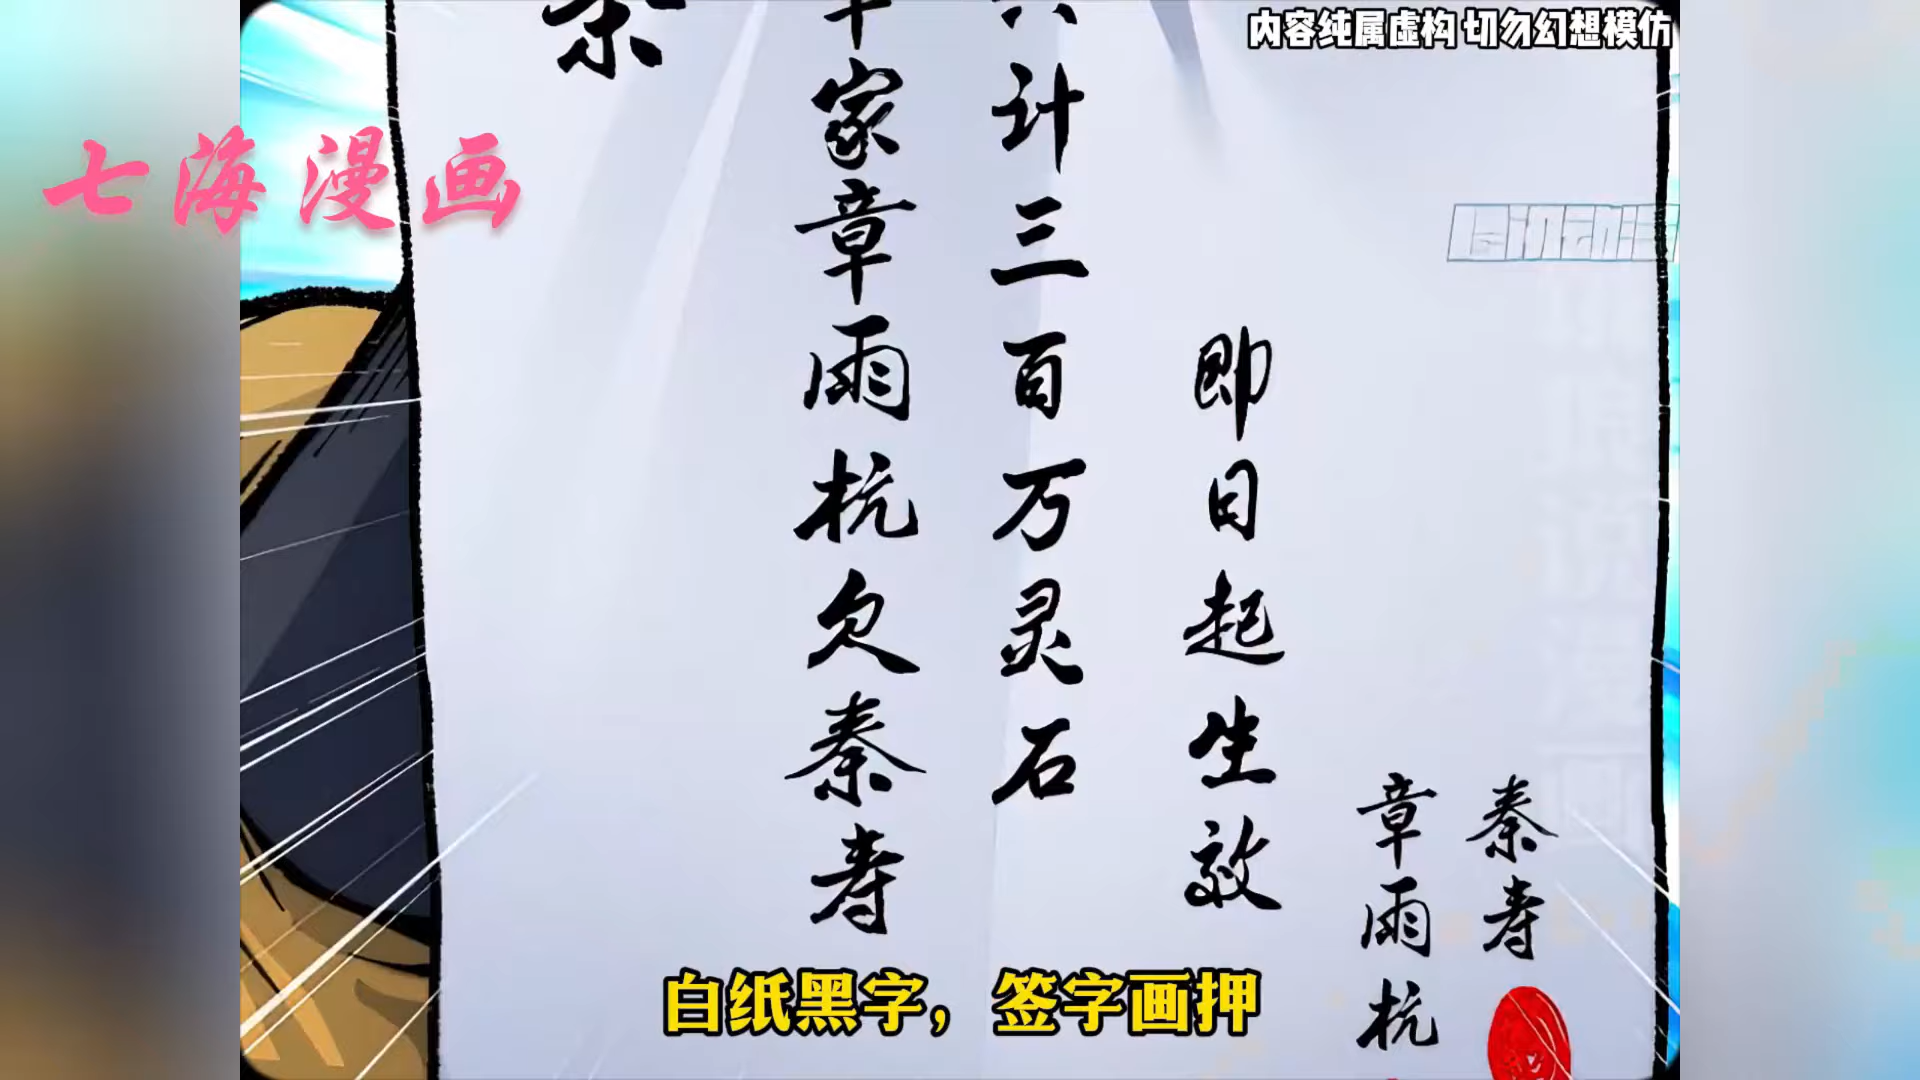 内容纯属虚构 切勿幻想模仿
七海漫画
家章雨杭欠秦寿
计三百万灵石
即日起生效
章雨杭
秦寿
白纸黑字，签字画押